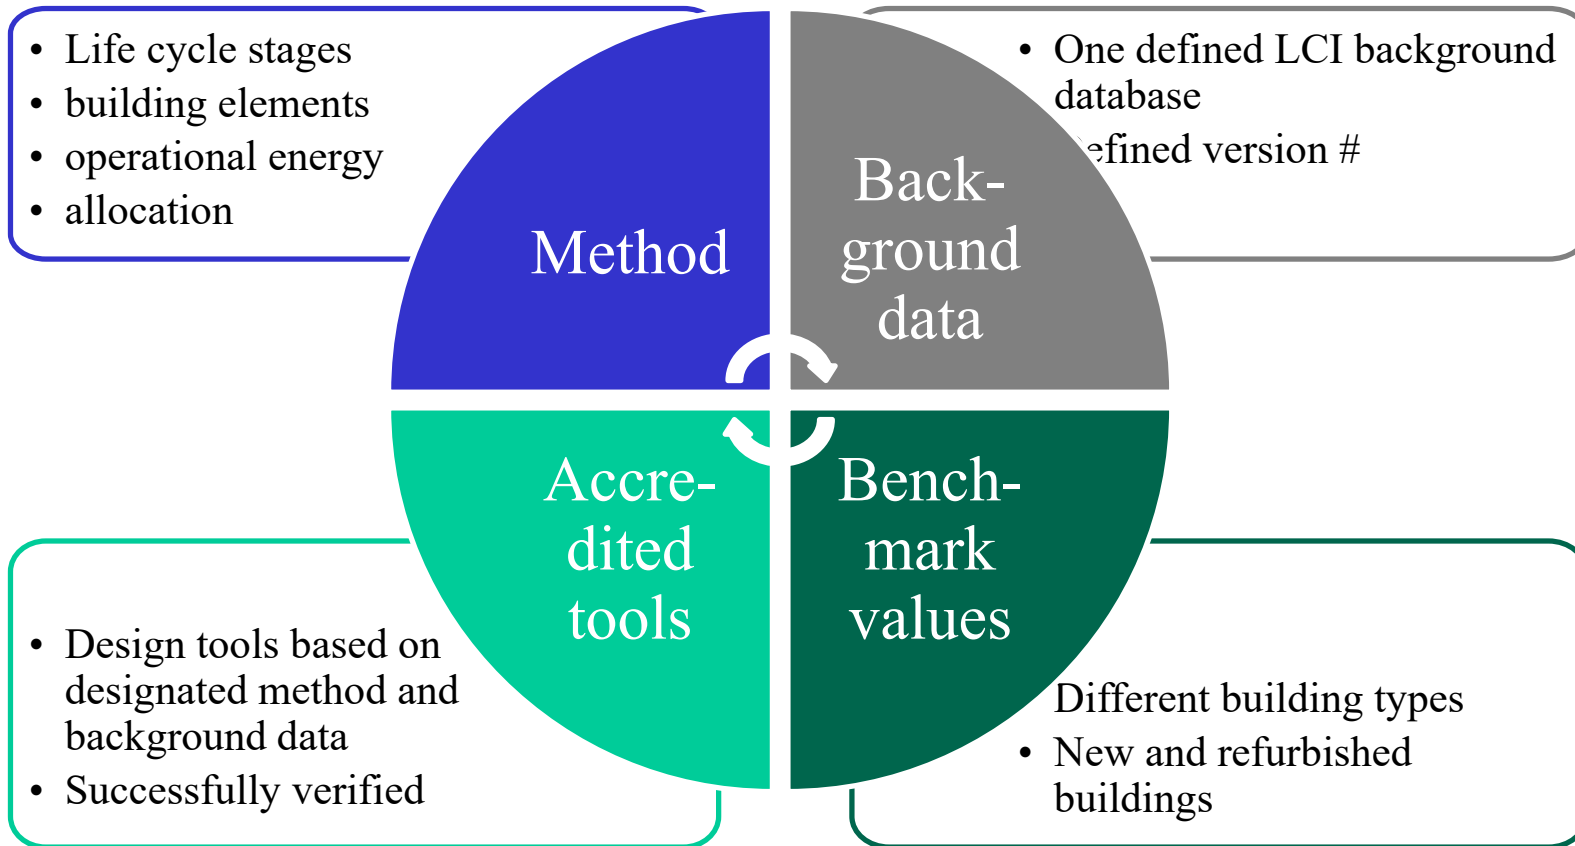 • Life cycle stages
• building elements
• operational energy
• allocation
Method
Back-
ground
data
• One defined LCI background
database
efined version #
Accre-
dited
tools
• Design tools based on
designated method and
background data
• Successfully verified
Bench-
mark
values
Different building types
• New and refurbished
buildings